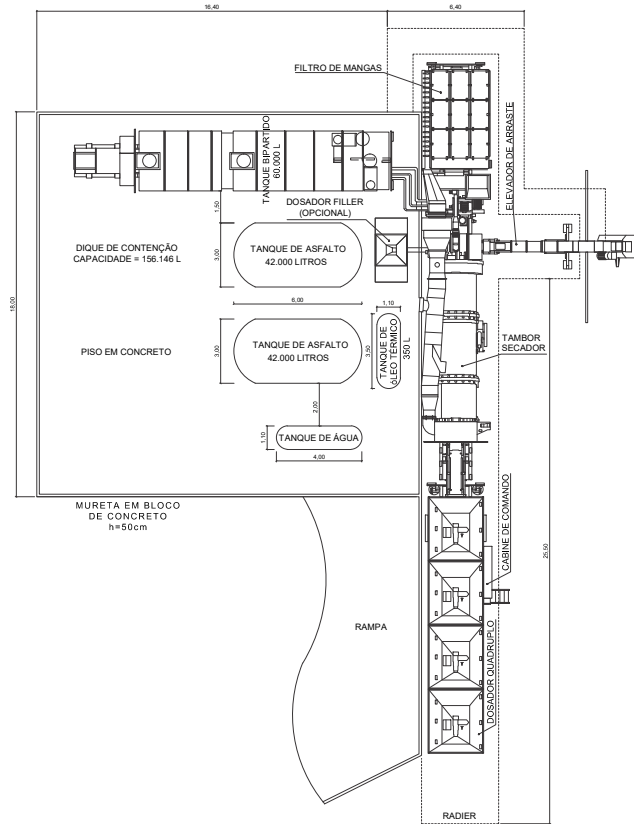 16,40
6,40
FILTRO DE MANGAS
ELEVADOR DE ARRASTE
TANQUE BIPARTIDO
60.000 L
DOSADOR FILLER
(OPCIONAL)
1,50
DIQUE DE CONTENÇÃO
CAPACIDADE = 156.146 L
3,00
TANQUE DE ASFALTO
42.000 LITROS
6,00
1,10
18,00
PISO EM CONCRETO
3,00
TANQUE DE ASFALTO
42.000 LITROS
3,50
TANQUE DE
ÓLEO TÉRMICO
350 L
TAMBOR
SECADOR
2,00
1,10
TANQUE DE ÁGUA
4,00
MURETA EM BLOCO
DE CONCRETO
h=50cm
CABINE DE COMANDO
25,50
RAMPA
DOSADOR QUADRUPLO
RADIER